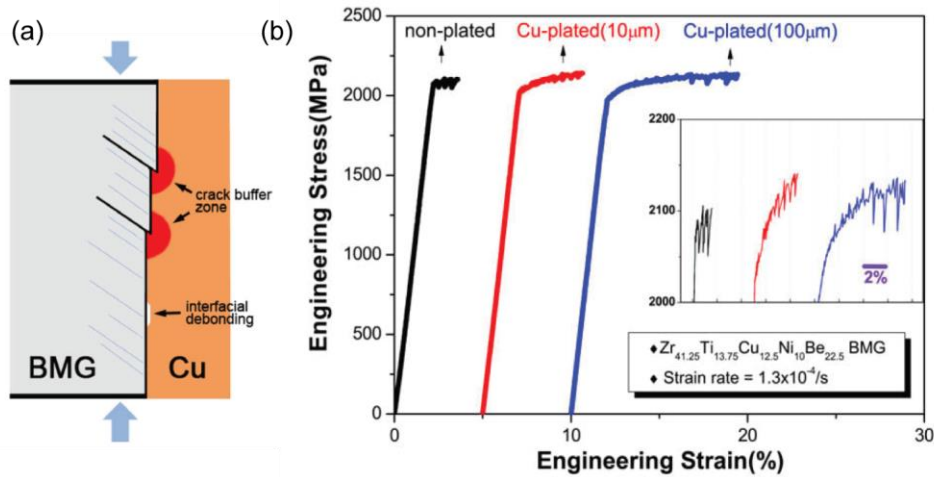 (a)
crack buffer
zone
interfacial
debonding
BMG
Cu
(b)
non-plated
Cu-plated(10μm)
Cu-plated(100μm)
Engineering Stress(MPa)
2500
2000
1500
1000
500
0
2200
2100
2000
2%
♦Zr41.25Ti13.75Cu12.5Ni10Be22.5 BMG
♦ Strain rate = 1.3x10-4/s
0
10
20
30
Engineering Strain(%)